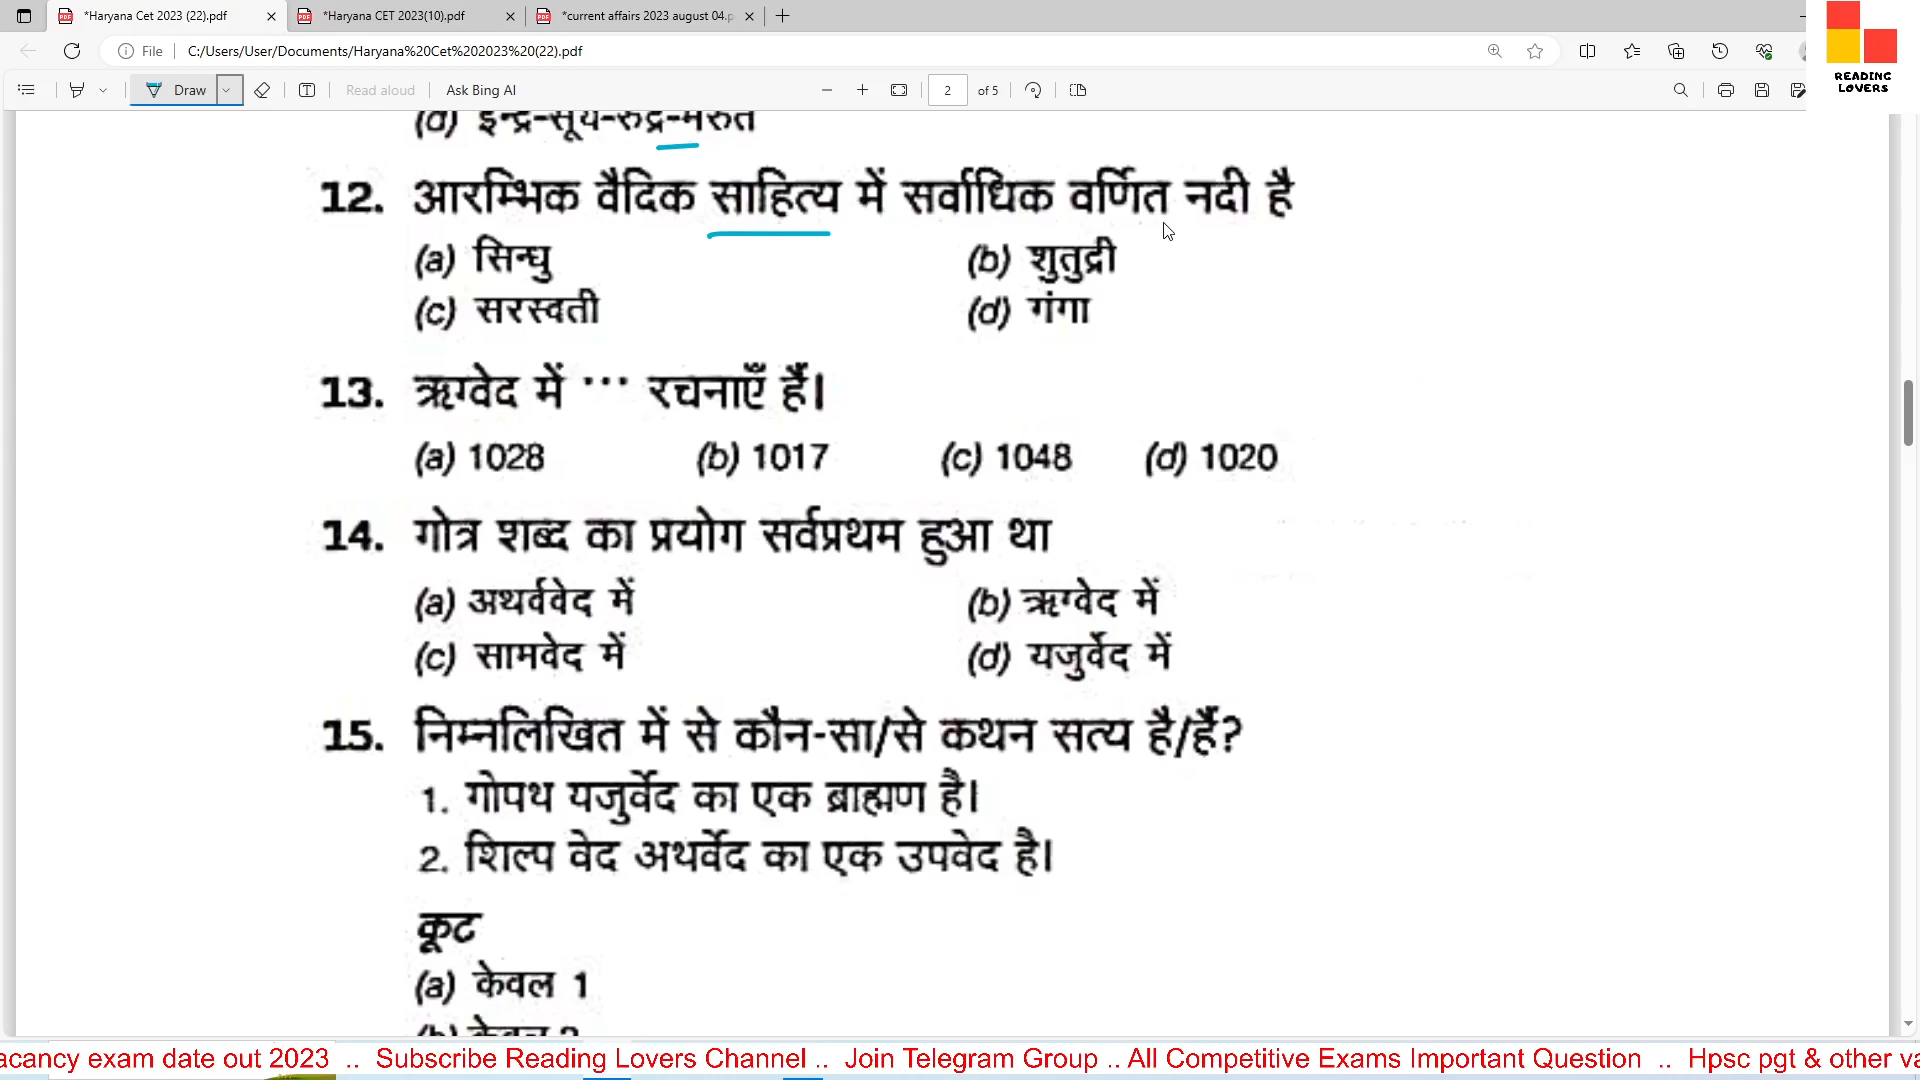 *Haryana Cet 2023 (22).pdf
*Haryana CET 2023(10).pdf
*current affairs 2023 august 04.p
File
C:/Users/User/Documents/Haryana%20Cet%202023%20(22).pdf
READING
LOVERS
Draw
Read aloud
Ask Bing AI
2
of 5
(d) इन्द्र-सूर्य-रुद्र-मरुत
12. आरम्भिक वैदिक साहित्य में सर्वाधिक वर्णित नदी है
(a) सिन्धु (b) शुतुद्री
(c) सरस्वती (d) गंगा
13. ऋग्वेद में ... रचनाएँ हैं।
(a) 1028 (b) 1017 (c) 1048 (d) 1020
14. गोत्र शब्द का प्रयोग सर्वप्रथम हुआ था
(a) अथर्ववेद में (b) ऋग्वेद में
(c) सामवेद में (d) यजुर्वेद में
15. निम्नलिखित में से कौन-सा/से कथन सत्य है/हैं?
1. गोपथ यजुर्वेद का एक ब्राह्मण है।
2. शिल्प वेद अथर्वेद का एक उपवेद है।
कूट
(a) केवल 1
(b) केवल 2
acancy exam date out 2023 .. Subscribe Reading Lovers Channel .. Join Telegram Group .. All Competitive Exams Important Question .. Hpsc pgt & other va